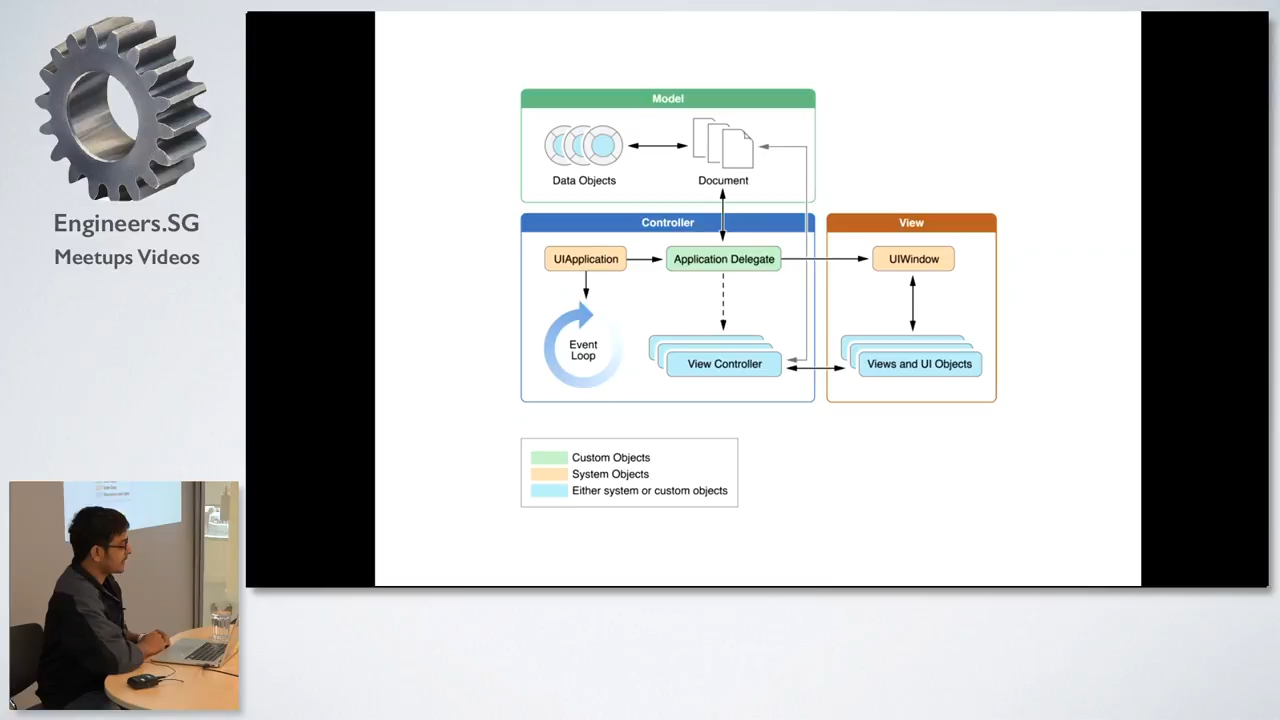 Engineers.SG
Meetups Videos
Model
Data Objects
Document
Controller
View
UIApplication
Application Delegate
UIWindow
Event
Loop
View Controller
Views and UI Objects
Custom Objects
System Objects
Either system or custom objects